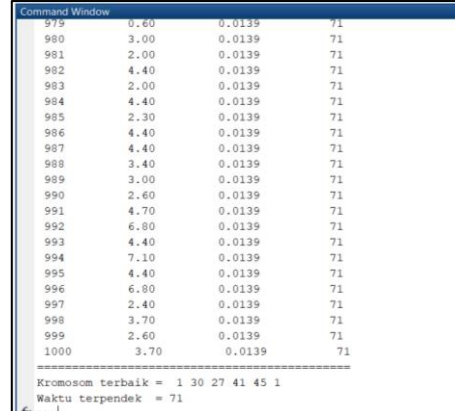 Command Window
979 0.60 0.0139 71
980 3.00 0.0139 71
981 2.00 0.0139 71
982 4.40 0.0139 71
983 2.00 0.0139 71
984 4.40 0.0139 71
985 2.30 0.0139 71
986 4.40 0.0139 71
987 4.40 0.0139 71
988 3.40 0.0139 71
989 3.00 0.0139 71
990 2.60 0.0139 71
991 4.70 0.0139 71
992 6.80 0.0139 71
993 4.40 0.0139 71
994 7.10 0.0139 71
995 4.40 0.0139 71
996 6.80 0.0139 71
997 2.40 0.0139 71
998 3.70 0.0139 71
999 2.60 0.0139 71
1000 3.70 0.0139 71
=============================================
Kromosom terbaik = 1 30 27 41 45 1
Waktu terpendek = 71